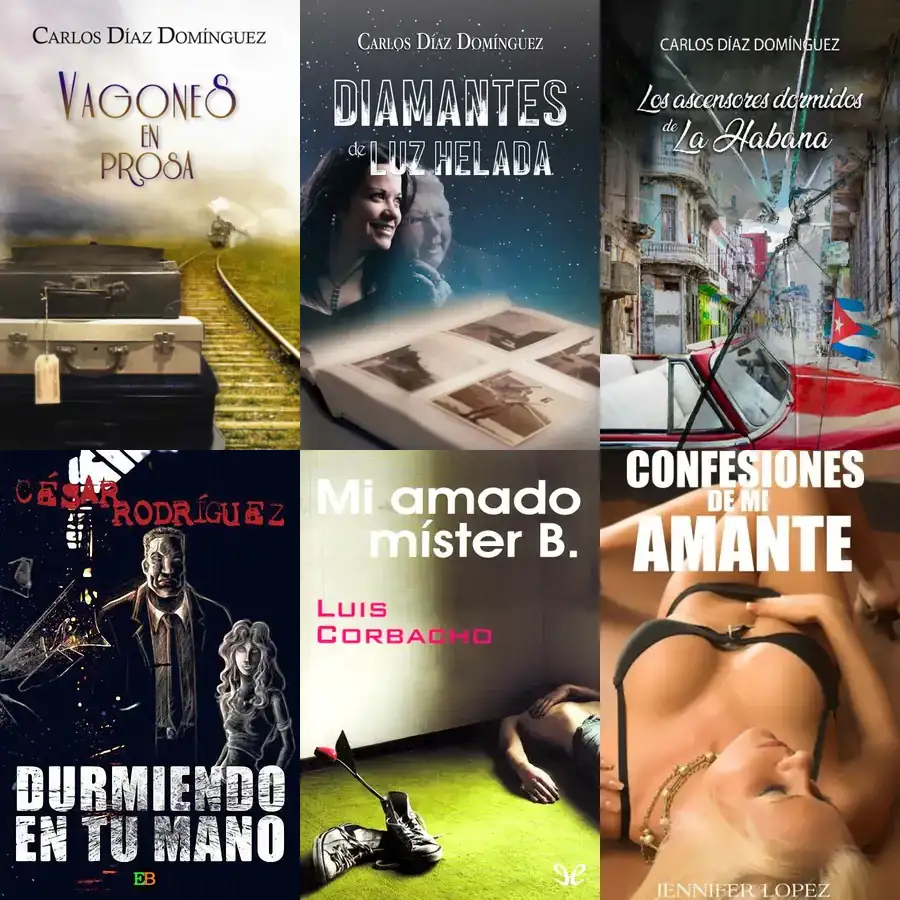 CARLOS DÍAZ DOMÍNGUEZ
VAGONES
EN
PROSA
CARLOS DÍAZ DOMÍNGUEZ
DIAMANTES
de LUZ HELADA
CARLOS DÍAZ DOMÍNGUEZ
Los ascensores dormidos
de La Habana
CÉSAR
RODRÍGUEZ
DURMIENDO
EN TU MANO
EB
Mi amado
míster B.
LUIS
CORBACHO
CONFESIONES
DE MI
AMANTE
JENNIFER LOPEZ